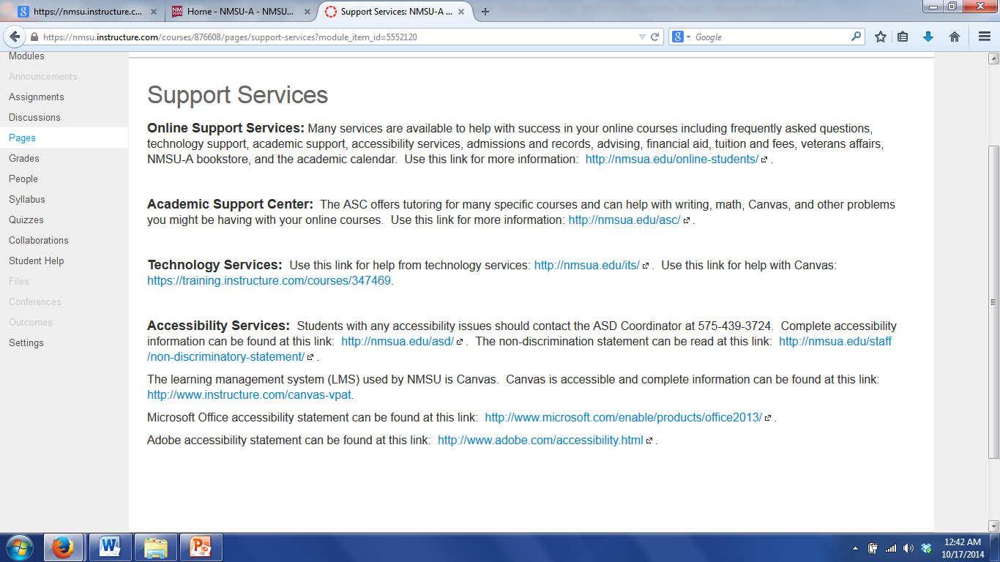 https://nmsu.instructure.c...
Home - NMSU-A - NMSU...
Support Services: NMSU-A ...
https://nmsu.instructure.com/courses/876608/pages/support-services?module_item_id=5552120
Google
Modules
Announcements
Assignments
Discussions
Pages
Grades
People
Syllabus
Quizzes
Collaborations
Student Help
Files
Conferences
Outcomes
Settings
Support Services
Online Support Services: Many services are available to help with success in your online courses including frequently asked questions,
technology support, academic support, accessibility services, admissions and records, advising, financial aid, tuition and fees, veterans affairs,
NMSU-A bookstore, and the academic calendar.  Use this link for more information:  http://nmsua.edu/online-students/ .
Academic Support Center:  The ASC offers tutoring for many specific courses and can help with writing, math, Canvas, and other problems
you might be having with your online courses.  Use this link for more information: http://nmsua.edu/asc/ .
Technology Services:  Use this link for help from technology services: http://nmsua.edu/its/ .  Use this link for help with Canvas:
https://training.instructure.com/courses/347469.
Accessibility Services:  Students with any accessibility issues should contact the ASD Coordinator at 575-439-3724.  Complete accessibility
information can be found at this link:  http://nmsua.edu/asd/ .  The non-discrimination statement can be read at this link:  http://nmsua.edu/staff
/non-discriminatory-statement/ .
The learning management system (LMS) used by NMSU is Canvas.  Canvas is accessible and complete information can be found at this link:
http://www.instructure.com/canvas-vpat.
Microsoft Office accessibility statement can be found at this link:  http://www.microsoft.com/enable/products/office2013/ .
Adobe accessibility statement can be found at this link:  http://www.adobe.com/accessibility.html .
12:42 AM
10/17/2014